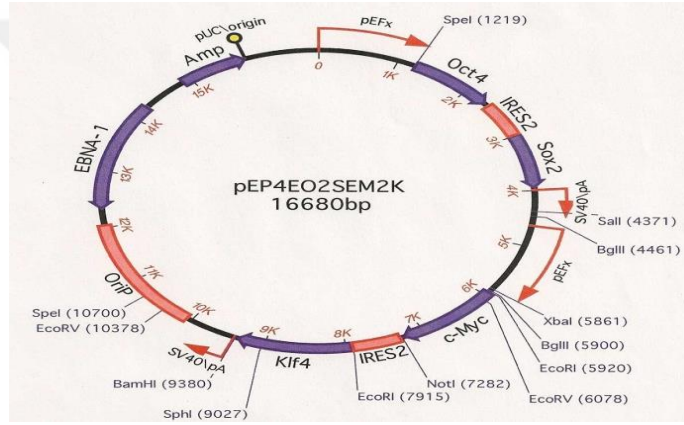 pEFx
SpeI (1219)
pUC\origin
Amp
0
1K
Oct4
2K
IRES2
3K
Sox2
4K
SV40\pA
SalI (4371)
BglII (4461)
5K
pEFx
6K
XbaI (5861)
BglII (5900)
EcoRI (5920)
EcoRV (6078)
c-Myc
7K
NotI (7282)
IRES2
8K
EcoRI (7915)
Klf4
9K
SphI (9027)
BamHI (9380)
SV40\pA
10K
EcoRV (10378)
SpeI (10700)
OriP
11K
12K
EBNA-1
13K
14K
15K
pEP4EO2SEM2K
16680bp